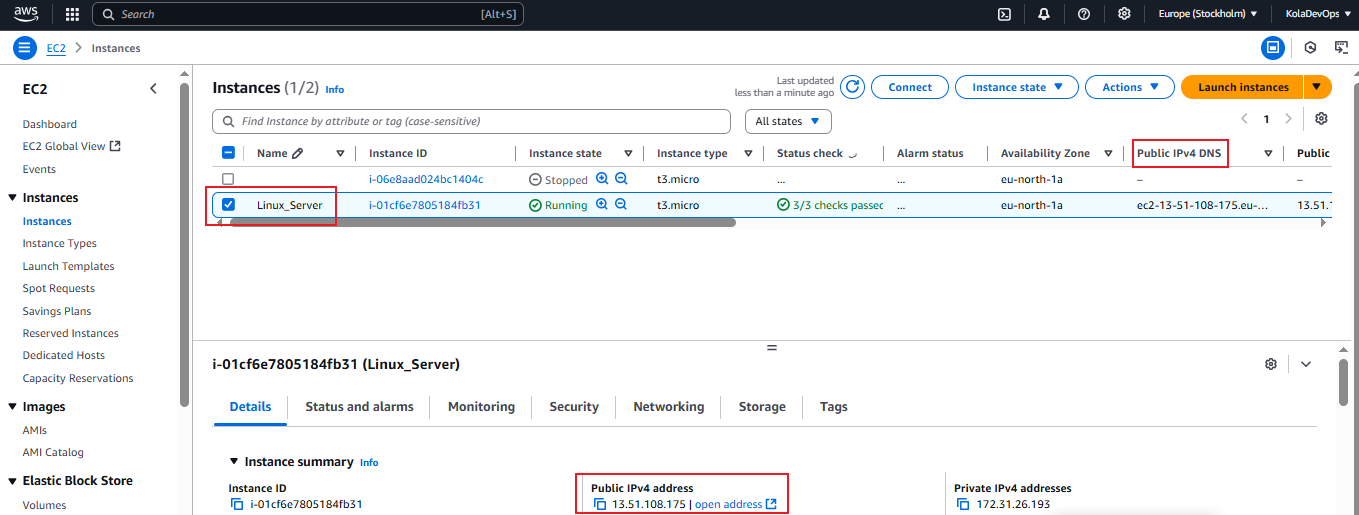 aws Search [Alt+S] Europe (Stockholm) KolaDevOps
EC2 Instances
EC2
Dashboard
EC2 Global View
Events
Instances
Instances
Instance Types
Launch Templates
Spot Requests
Savings Plans
Reserved Instances
Dedicated Hosts
Capacity Reservations
Images
AMIs
AMI Catalog
Elastic Block Store
Volumes
Instances (1/2) Info
Last updated
less than a minute ago
Connect Instance state Actions Launch instances
Find Instance by attribute or tag (case-sensitive) All states 1
Name Instance ID Instance state Instance type Status check Alarm status Availability Zone Public IPv4 DNS Public
i-06e8aad024bc1404c Stopped t3.micro ... ... eu-north-1a – –
Linux_Server i-01cf6e7805184fb31 Running t3.micro 3/3 checks passec ... eu-north-1a ec2-13-51-108-175.eu-... 13.51.1
i-01cf6e7805184fb31 (Linux_Server)
Details Status and alarms Monitoring Security Networking Storage Tags
Instance summary Info
Instance ID
i-01cf6e7805184fb31
Public IPv4 address
13.51.108.175 | open address
Private IPv4 addresses
172.31.26.193